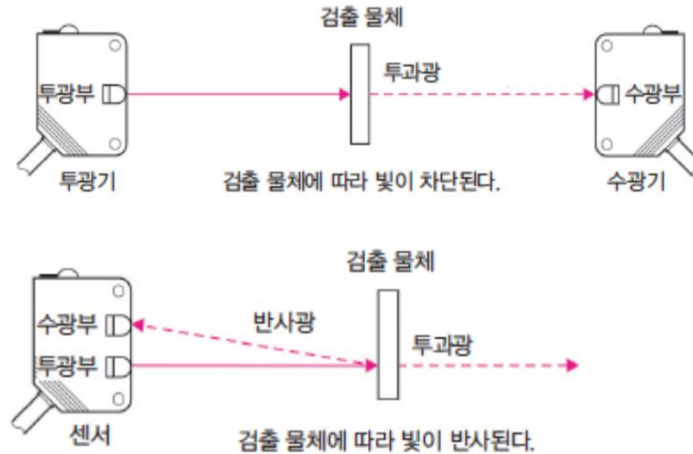 검출 물체
투광부
투과광
수광부
투광기
검출 물체에 따라 빛이 차단된다.
수광기
검출 물체
수광부
반사광
투광부
투과광
센서
검출 물체에 따라 빛이 반사된다.